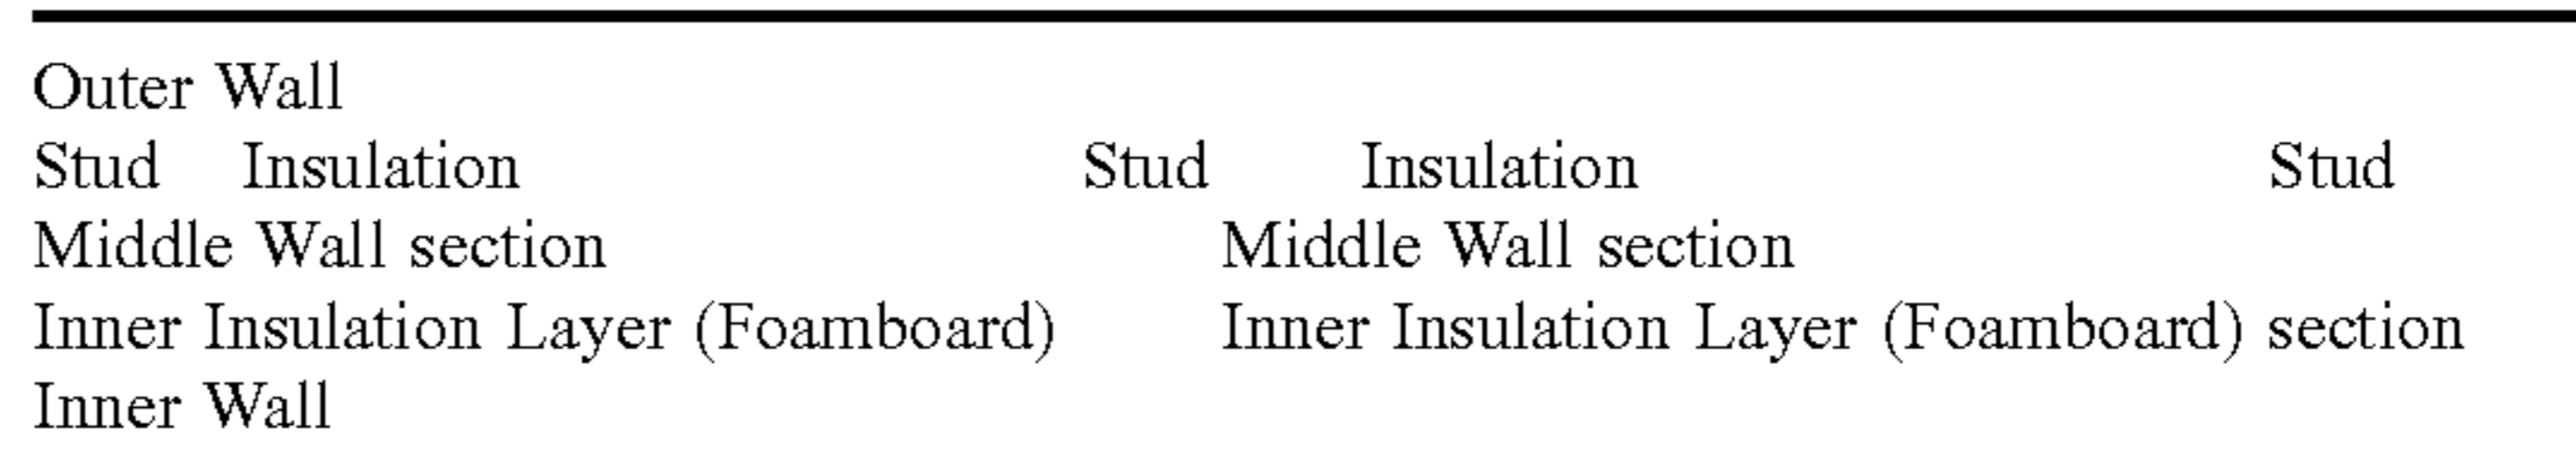 Outer Wall
Stud Insulation Stud Insulation Stud
Middle Wall section Middle Wall section
Inner Insulation Layer (Foamboard) Inner Insulation Layer (Foamboard) section
Inner Wall